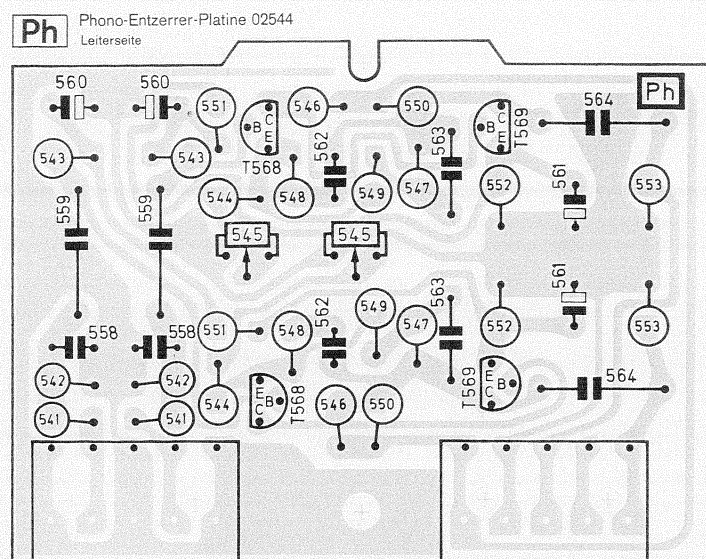 Ph
Phono-Entzerrer-Platine 02544
Leiterseite
560
560
551
C
B
E
546
550
T569
C
B
E
564
Ph
T568
562
563
543
543
544
548
549
547
552
561
553
559
559
545
545
561
549
563
551
548
562
547
552
553
558
558
542
542
544
E
B
C
T568
546
550
T569
E
B
C
564
541
541